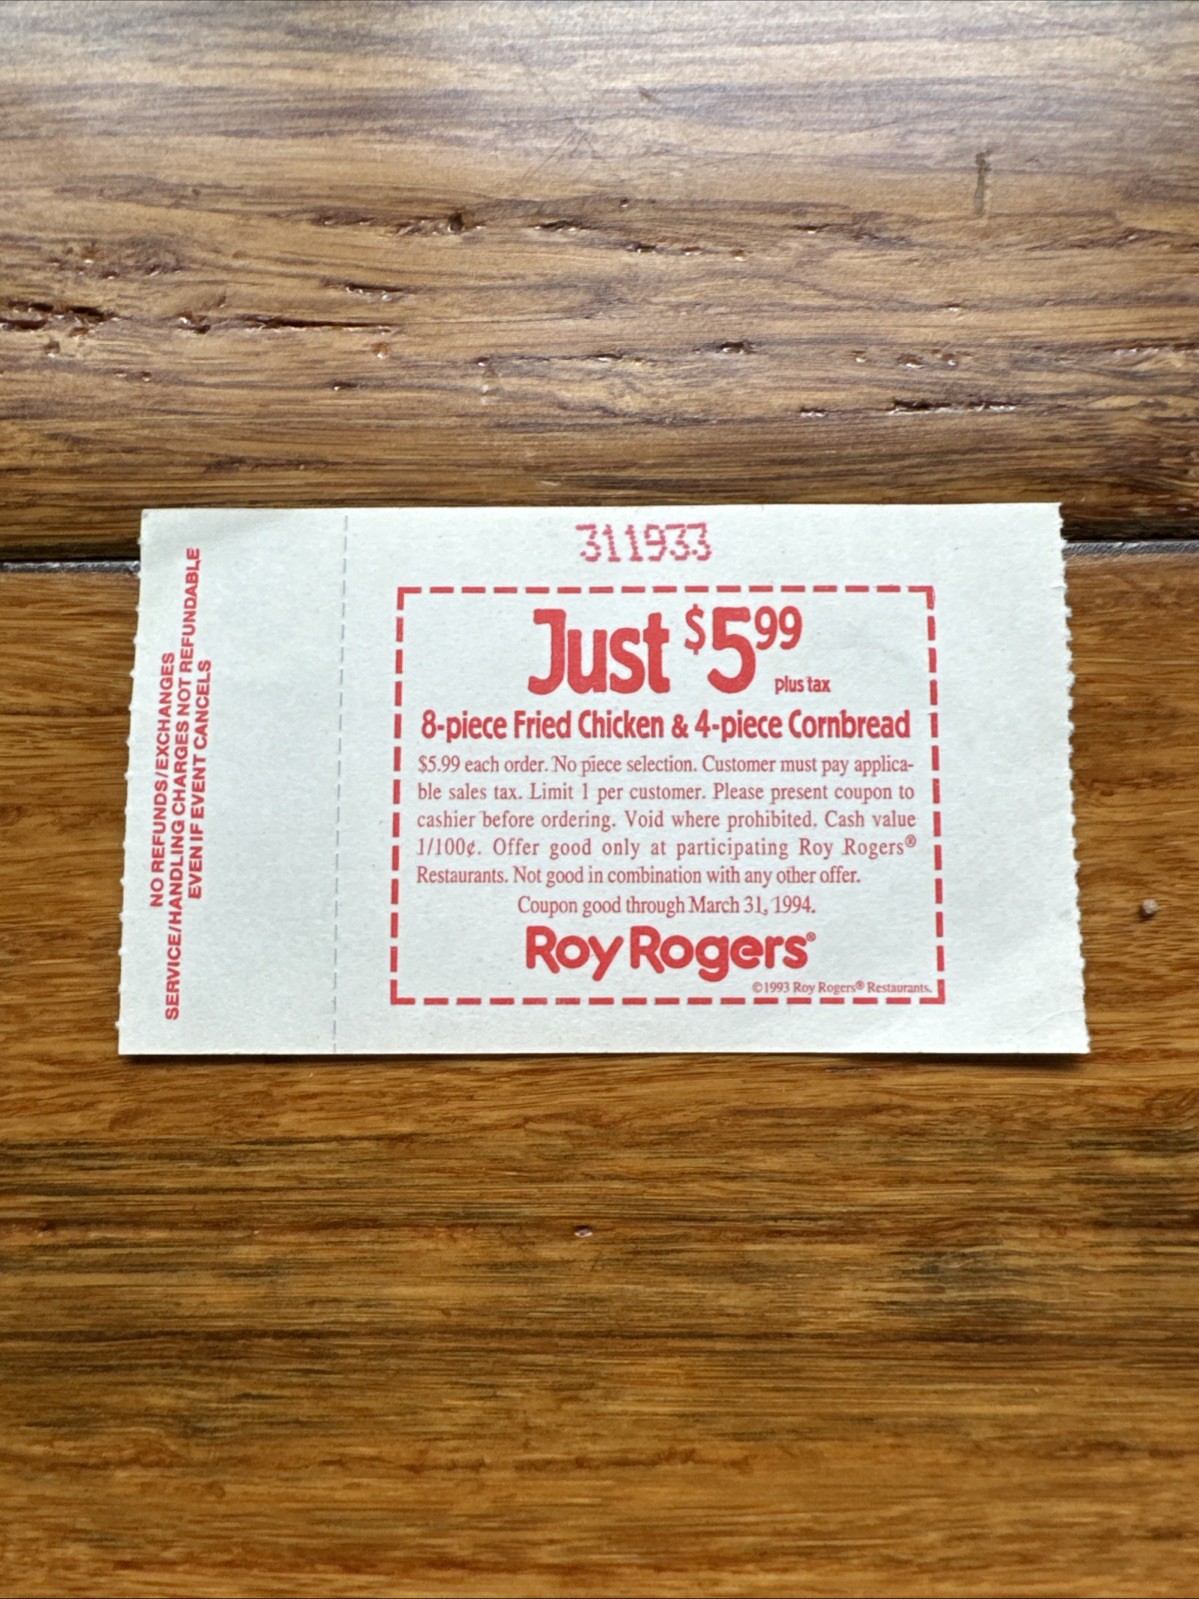 NO REFUNDS/EXCHANGES
SERVICE/HANDLING CHARGES NOT REFUNDABLE
EVEN IF EVENT CANCELS
311933
Just $5.99
plus tax
8-piece Fried Chicken & 4-piece Cornbread
$5.99 each order. No piece selection. Customer must pay applica-
ble sales tax. Limit 1 per customer. Please present coupon to
cashier before ordering. Void where prohibited. Cash value
1/100¢. Offer good only at participating Roy Rogers®
Restaurants. Not good in combination with any other offer.
Coupon good through March 31, 1994.
Roy Rogers®
©1993 Roy Rogers® Restaurants.